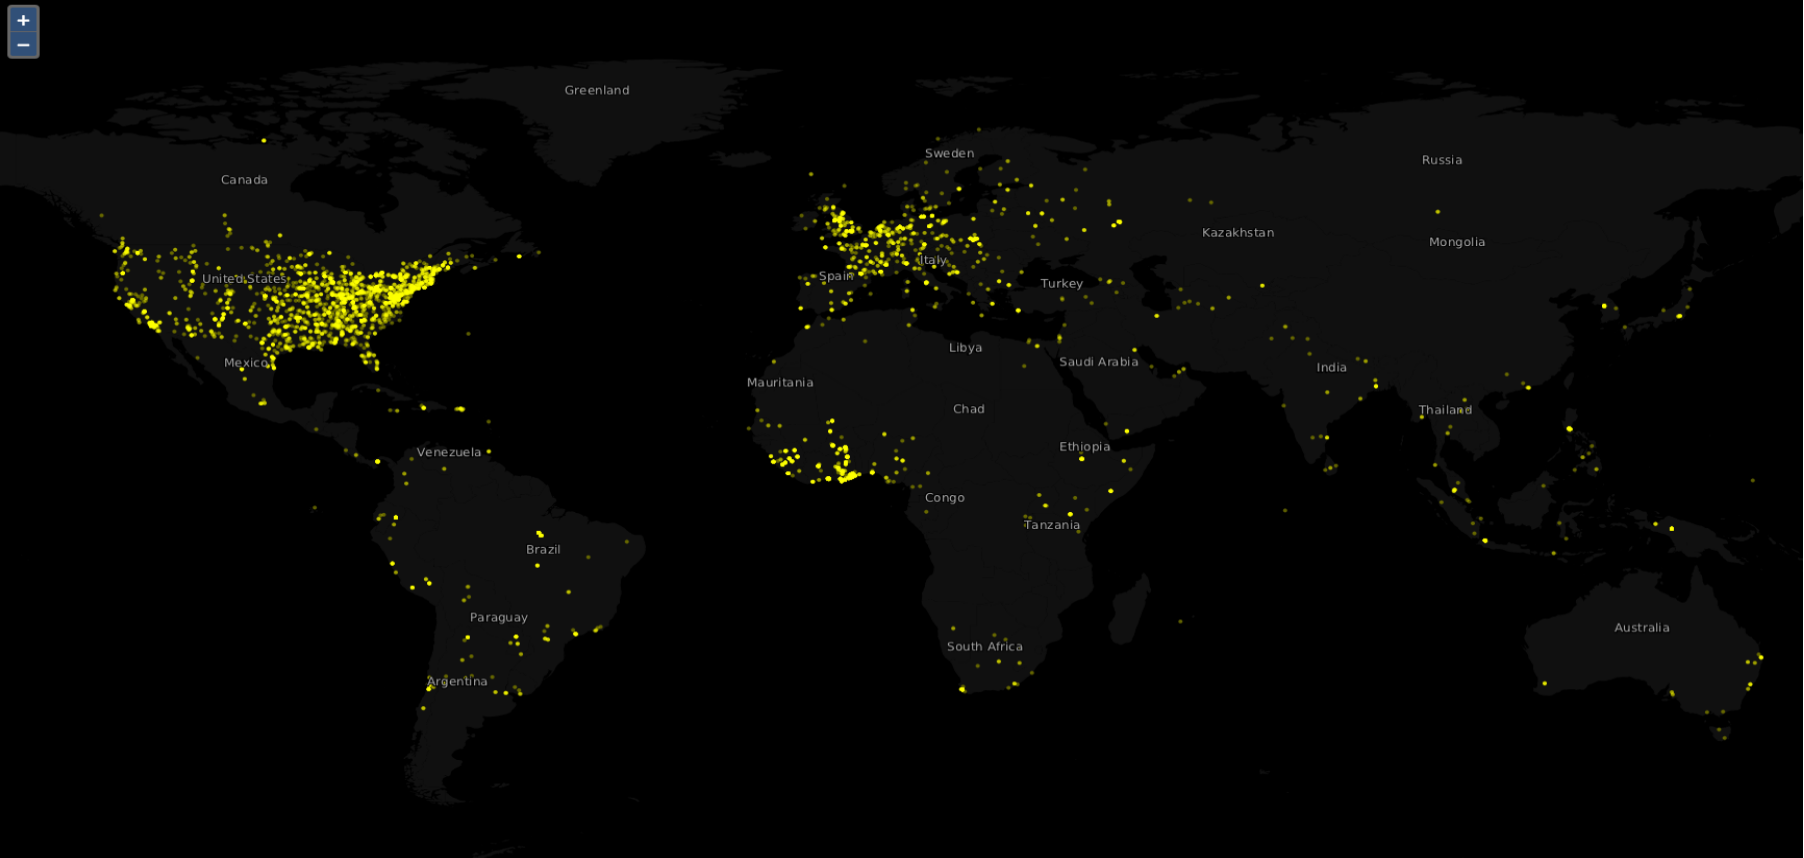 +
−
Greenland
Sweden
Russia
Canada
Kazakhstan
Mongolia
Italy
Spain
United States
Turkey
Libya
Saudi Arabia
Mexico
India
Mauritania
Chad
Thailand
Ethiopia
Venezuela
Congo
Tanzania
Brazil
Paraguay
Australia
South Africa
Argentina